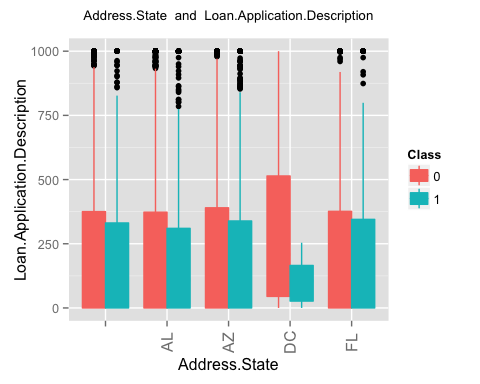 Address.State and Loan.Application.Description
Loan.Application.Description
1000
750
500
250
0
AL
AZ
DC
FL
Address.State
Class
0
1